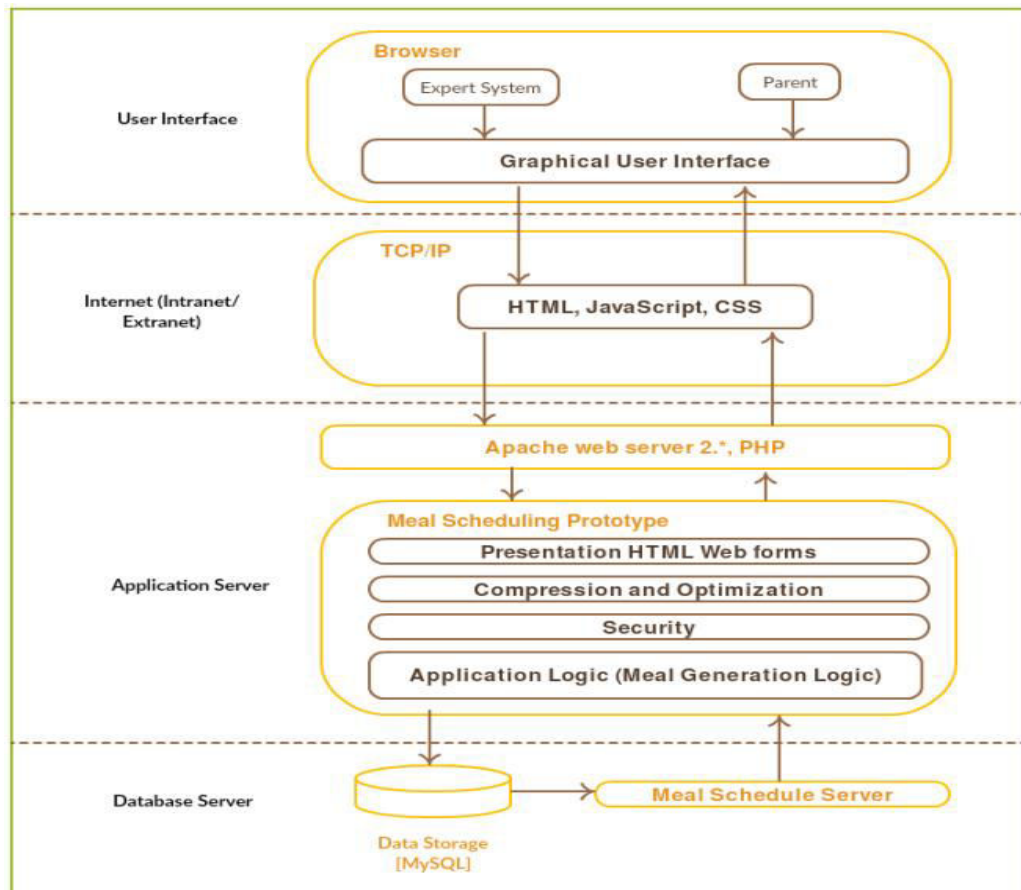 Browser
Expert System
Parent
User Interface
Graphical User Interface
TCP/IP
Internet (Intranet/
Extranet)
HTML, JavaScript, CSS
Apache web server 2.*, PHP
Meal Scheduling Prototype
Presentation HTML Web forms
Compression and Optimization
Application Server
Security
Application Logic (Meal Generation Logic)
Database Server
Meal Schedule Server
Data Storage
[MySQL]